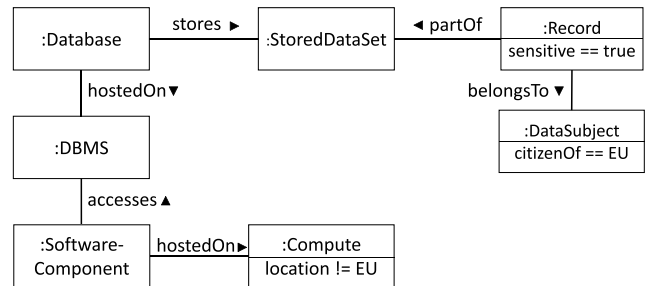 :Database
stores ►
:StoredDataSet
◄ partOf
:Record
sensitive == true
hostedOn▼
belongsTo ▼
:DBMS
:DataSubject
citizenOf == EU
accesses▲
:Software-
Component
hostedOn►
:Compute
location != EU